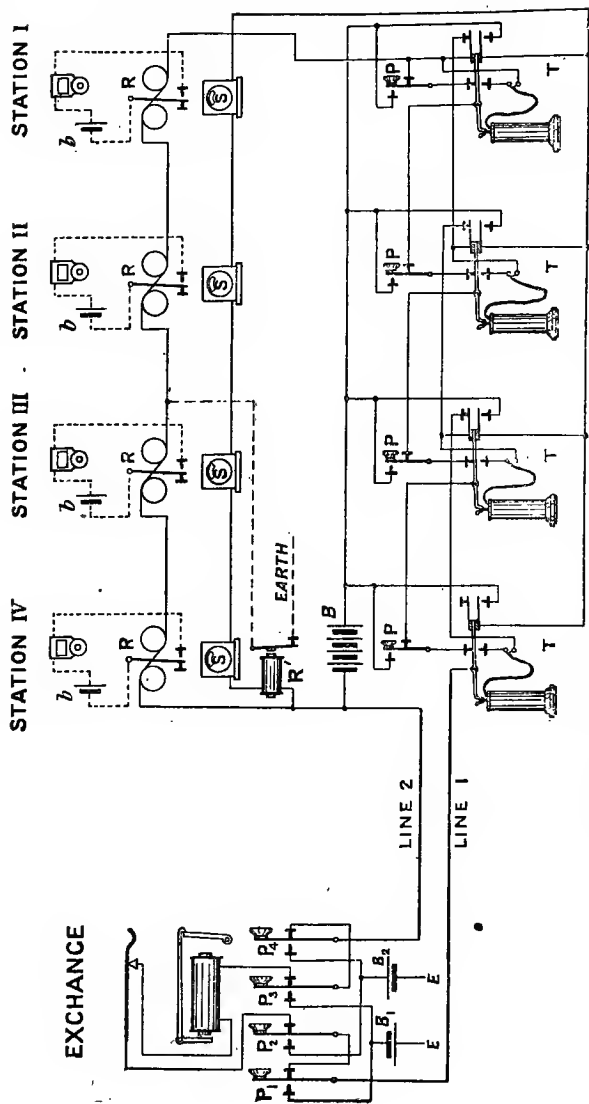 STATION IV
STATION III
STATION II
STATION I
b
b
b
b
R
R
R
R
S
S
S
S
R'
EARTH
B
P
P
P
P
T
T
T
T
EXCHANGE
P1
P2
P3
P4
B1
B2
E
E
LINE 2
LINE 1